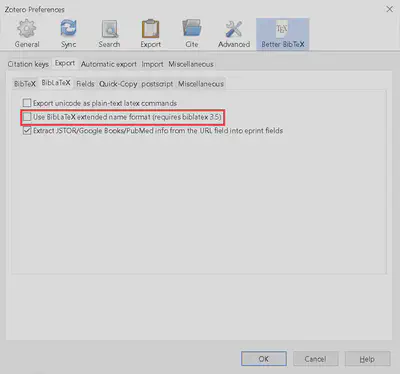 Zotero Preferences
General Sync Search Export Cite Advanced Better BibTeX
Citation keys Export Automatic export Import Miscellaneous
BibTeX BibLaTeX Fields Quick-Copy postscript Miscellaneous
Export unicode as plain-text latex commands
Use BibLaTeX extended name format (requires biblatex 3.5)
Extract JSTOR/Google Books/PubMed info from the URL field into eprint fields
OK Cancel Help